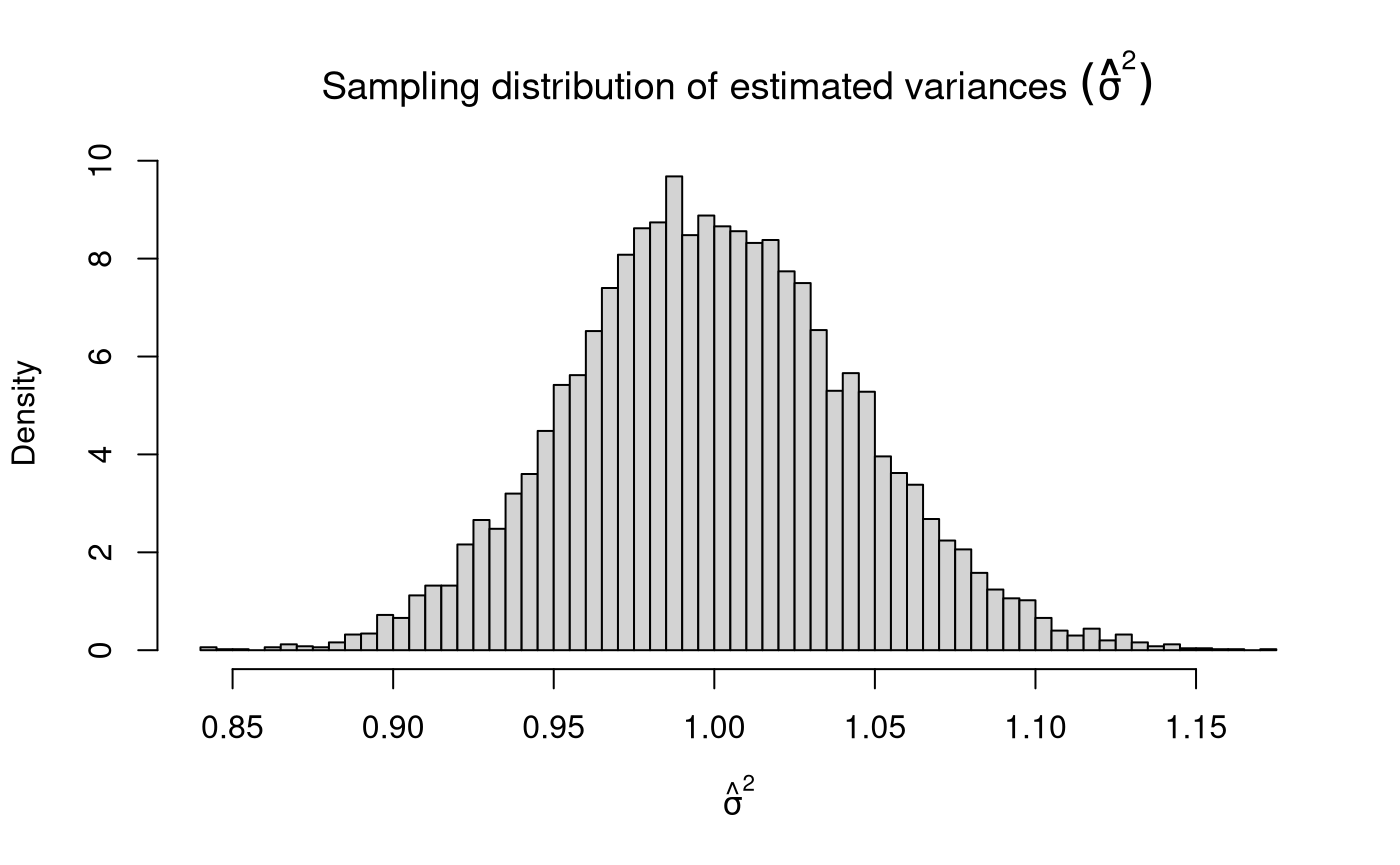 Sampling distribution of estimated variances (σ̂²)
10
8
6
4
2
0
Density
0.85 0.90 0.95 1.00 1.05 1.10 1.15
σ̂²